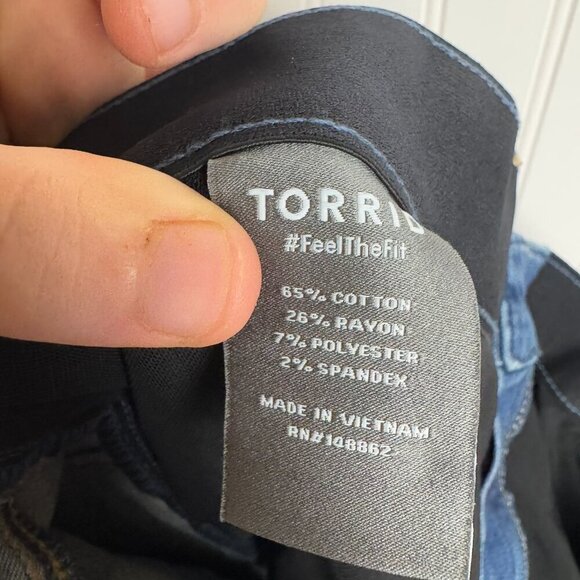 TORRID
#FeelTheFit
65% COTTON
26% RAYON
7% POLYESTER
2% SPANDEX
MADE IN VIETNAM
RN#148862